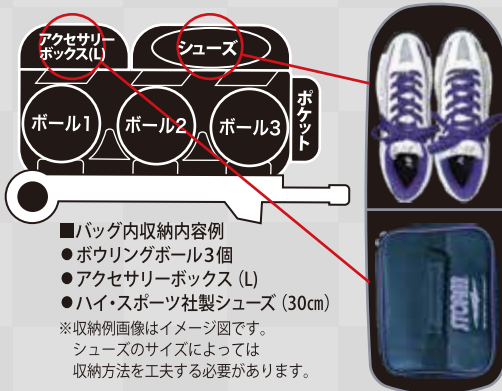 アクセサリー
ボックス(L)
シューズ
ボール1
ボール2
ボール3
ポケット
■バッグ内収納内容例
●ボウリングボール3個
●アクセサリーボックス(L)
●ハイ・スポーツ社製シューズ(30㎝)
※収納例画像はイメージ図です。
シューズのサイズによっては
収納方法を工夫する必要があります。
STORM